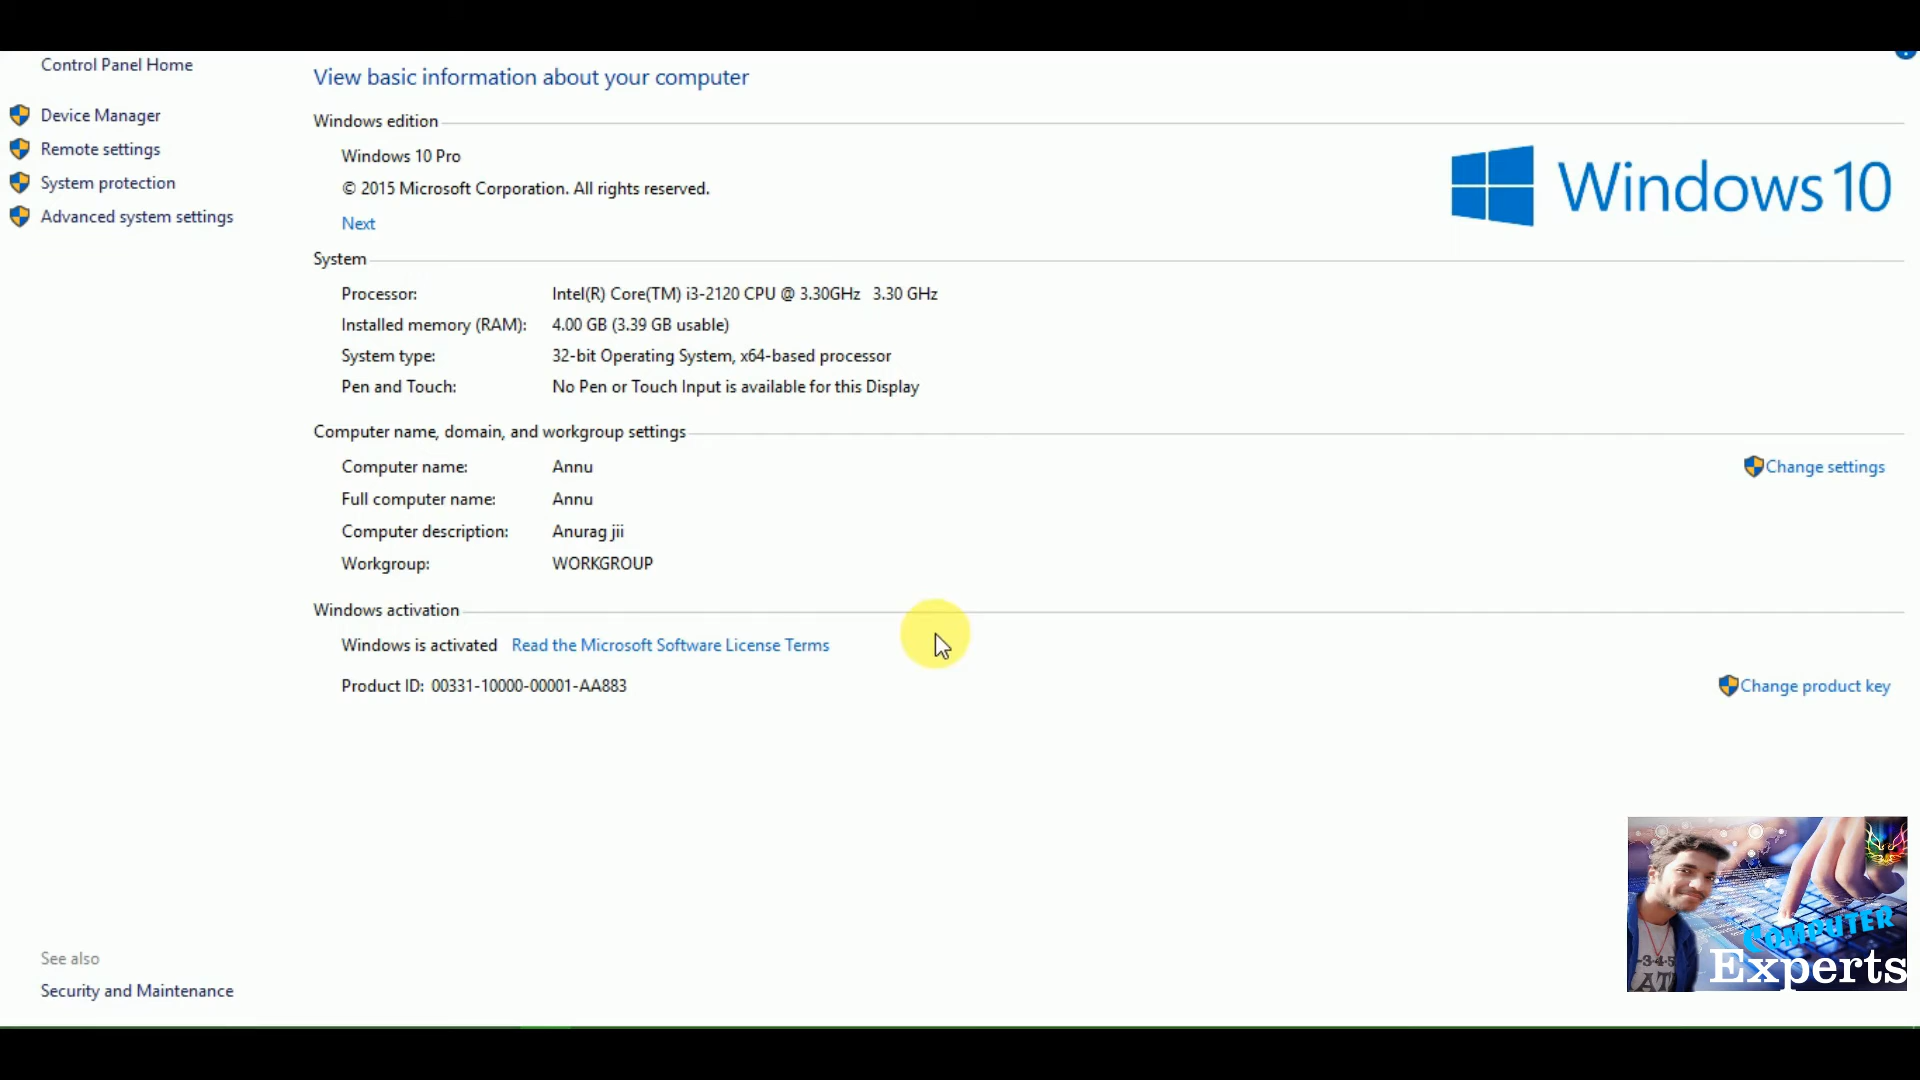 Control Panel Home
Device Manager
Remote settings
System protection
Advanced system settings
View basic information about your computer
Windows edition
Windows 10 Pro
© 2015 Microsoft Corporation. All rights reserved.
Next
Windows 10
System
Processor: Intel(R) Core(TM) i3-2120 CPU @ 3.30GHz 3.30 GHz
Installed memory (RAM): 4.00 GB (3.39 GB usable)
System type: 32-bit Operating System, x64-based processor
Pen and Touch: No Pen or Touch Input is available for this Display
Computer name, domain, and workgroup settings
Computer name: Annu
Change settings
Full computer name: Annu
Computer description: Anurag jii
Workgroup: WORKGROUP
Windows activation
Windows is activated Read the Microsoft Software License Terms
Product ID: 00331-10000-00001-AA883
Change product key
See also
Security and Maintenance
COMPUTER
Experts